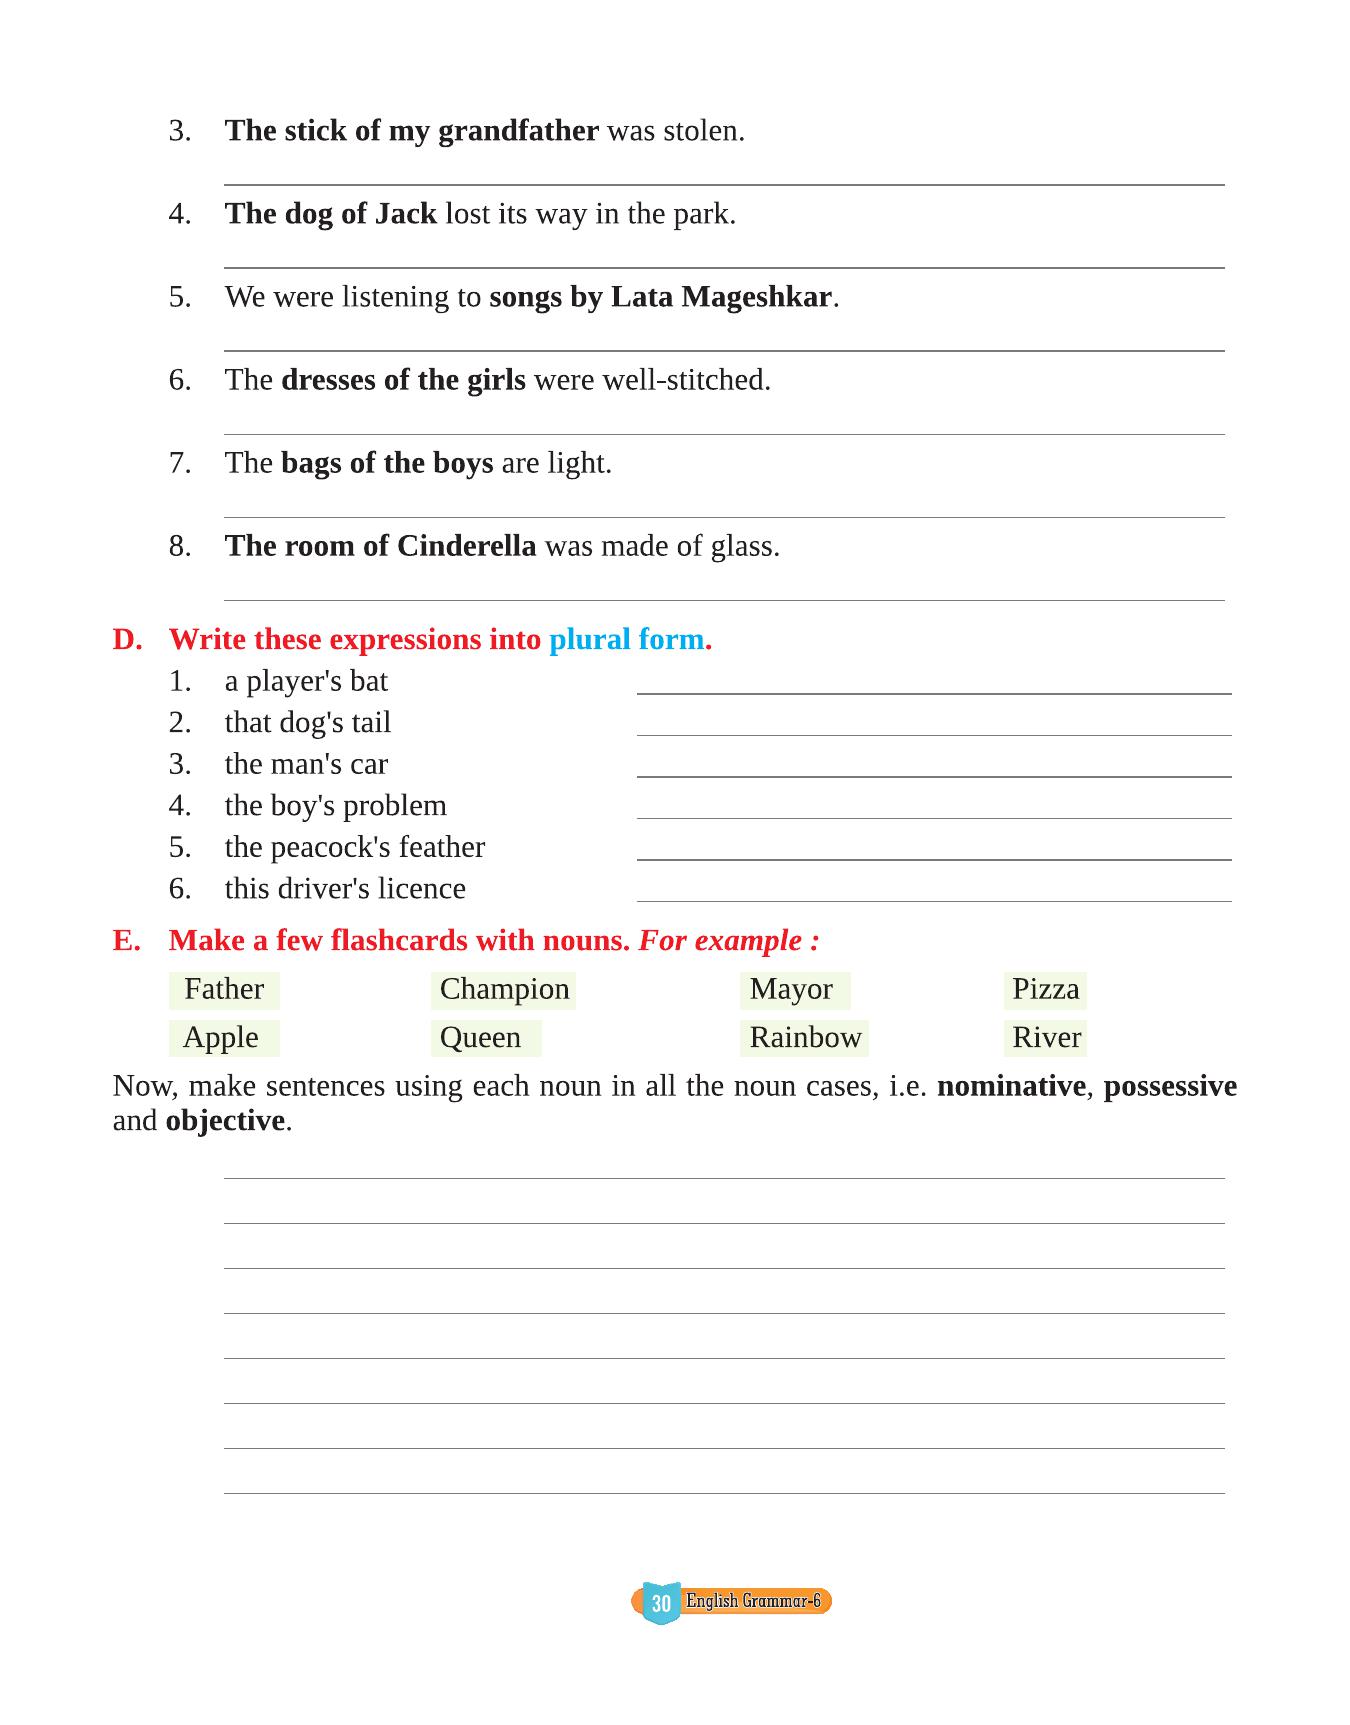 3. The stick of my grandfather was stolen.
4. The dog of Jack lost its way in the park.
5. We were listening to songs by Lata Mageshkar.
6. The dresses of the girls were well-stitched.
7. The bags of the boys are light.
8. The room of Cinderella was made of glass.
D. Write these expressions into plural form.
1. a player's bat
2. that dog's tail
3. the man's car
4. the boy's problem
5. the peacock's feather
6. this driver's licence
E. Make a few flashcards with nouns. For example :
Father Champion Mayor Pizza
Apple Queen Rainbow River
Now, make sentences using each noun in all the noun cases, i.e. nominative, possessive
and objective.
30 English Grammar-6